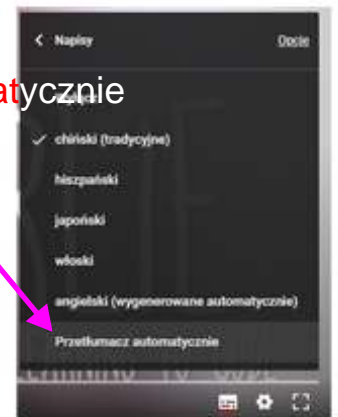 Napisy Opcje
atycznie
chiński (tradycyjne)
hiszpański
japoński
włoski
angielski (wygenerowane automatycznie)
Przetłumacz automatycznie